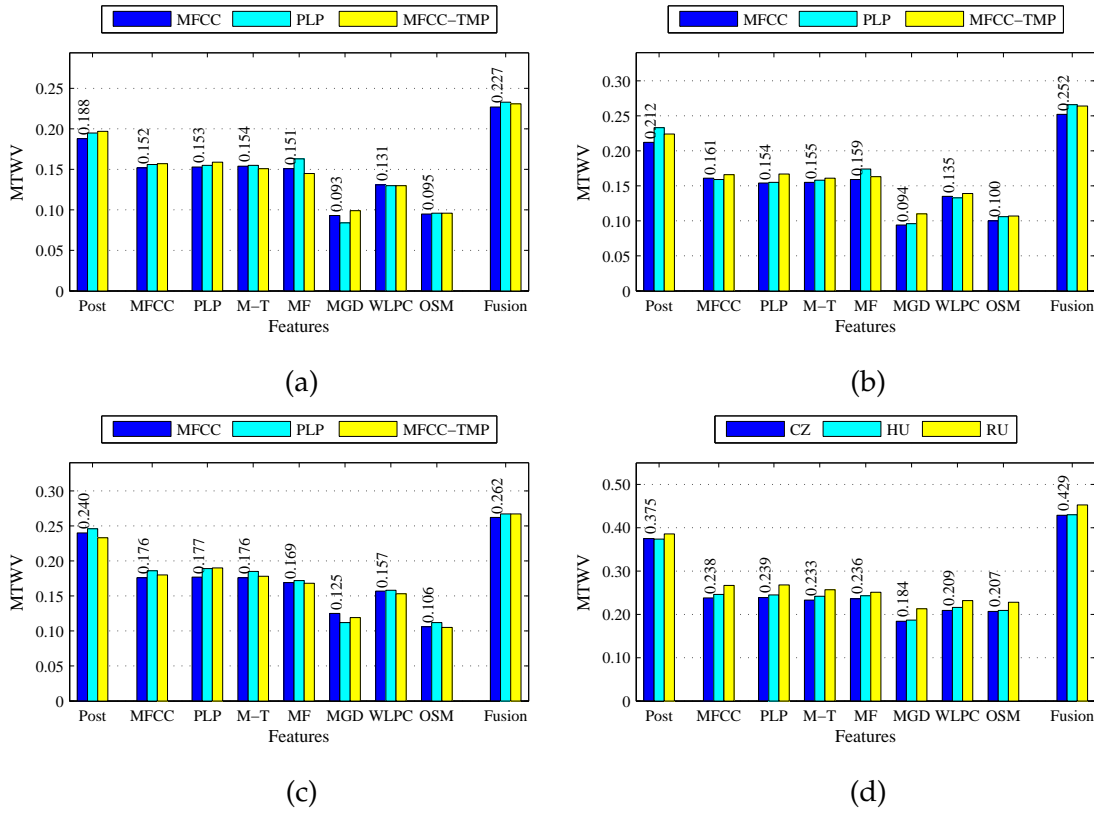 MFCC PLP MFCC−TMP
0.25
0.20
0.15
0.10
0.05
0
MTWV
0.188 0.152 0.153 0.154 0.151 0.093 0.131 0.095 0.227
Post MFCC PLP M−T MF MGD WLPC OSM Fusion
Features
(a)
MFCC PLP MFCC−TMP
0.30
0.25
0.20
0.15
0.10
0.05
0
MTWV
0.212 0.161 0.154 0.155 0.159 0.094 0.135 0.100 0.252
Post MFCC PLP M−T MF MGD WLPC OSM Fusion
Features
(b)
MFCC PLP MFCC−TMP
0.30
0.25
0.20
0.15
0.10
0.05
0
MTWV
0.240 0.176 0.177 0.176 0.169 0.125 0.157 0.106 0.262
Post MFCC PLP M−T MF MGD WLPC OSM Fusion
Features
(c)
CZ HU RU
0.50
0.40
0.30
0.20
0.10
0
MTWV
0.375 0.238 0.239 0.233 0.236 0.184 0.209 0.207 0.429
Post MFCC PLP M−T MF MGD WLPC OSM Fusion
Features
(d)